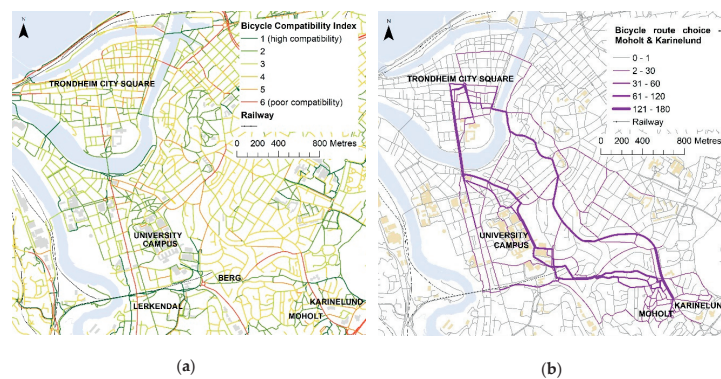 (a)
N
Bicycle Compatibility Index
1 (high compatibility)
2
3
4
5
6 (poor compatibility)
Railway
0 200 400 800 Metres
TRONDHEIM CITY SQUARE
UNIVERSITY
CAMPUS
BERG
LERKENDAL
KARINELUND
MOHOLT
(b)
N
Bicycle route choice -
Moholt & Karinelund
0 - 1
2 - 30
31 - 60
61 - 120
121 - 180
Railway
0 200 400 800 Metres
TRONDHEIM CITY SQUARE
UNIVERSITY
CAMPUS
KARINELUND
MOHOLT